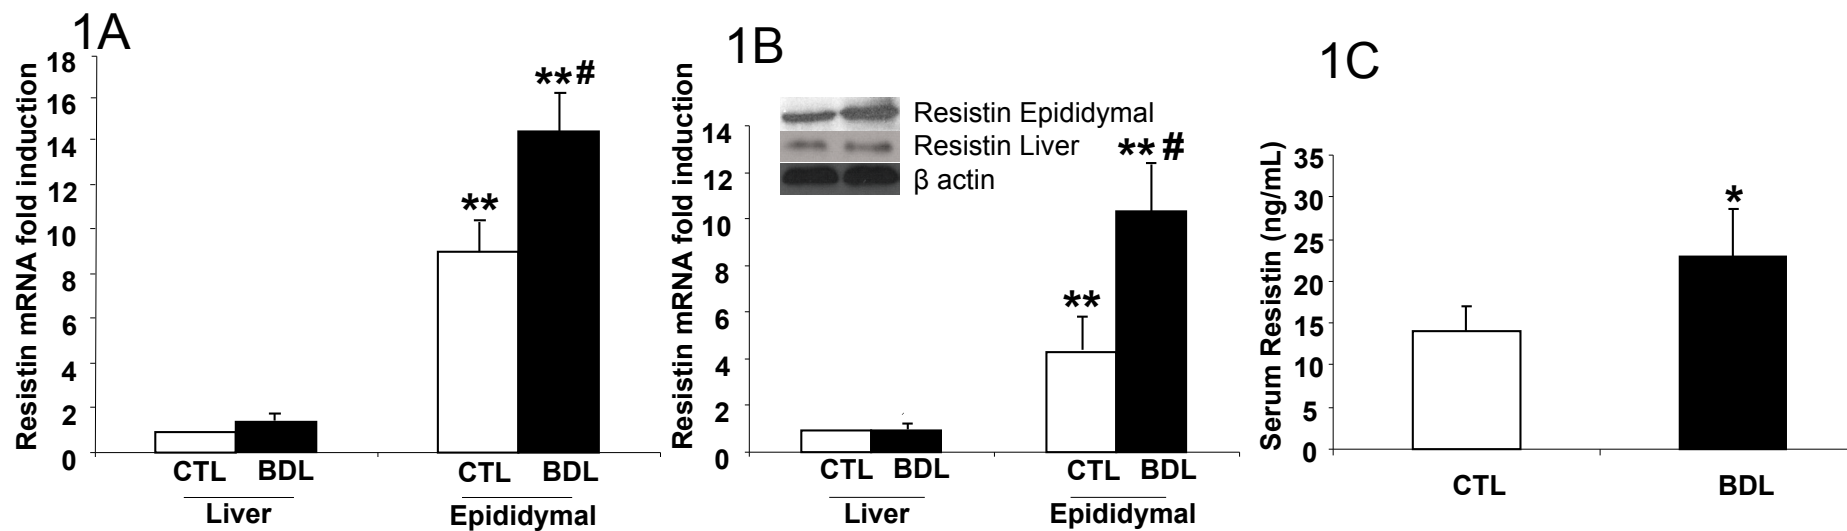 1A
Resistin mRNA fold induction
18
16
14
12
10
8
6
4
2
0
**
**#
CTL
BDL
CTL
BDL
Liver
Epididymal
1B
Resistin mRNA fold induction
14
12
10
8
6
4
2
0
Resistin Epididymal
Resistin Liver
β actin
**
**#
CTL
BDL
CTL
BDL
Liver
Epididymal
1C
Serum Resistin (ng/mL)
35
30
25
20
15
10
5
0
*
CTL
BDL